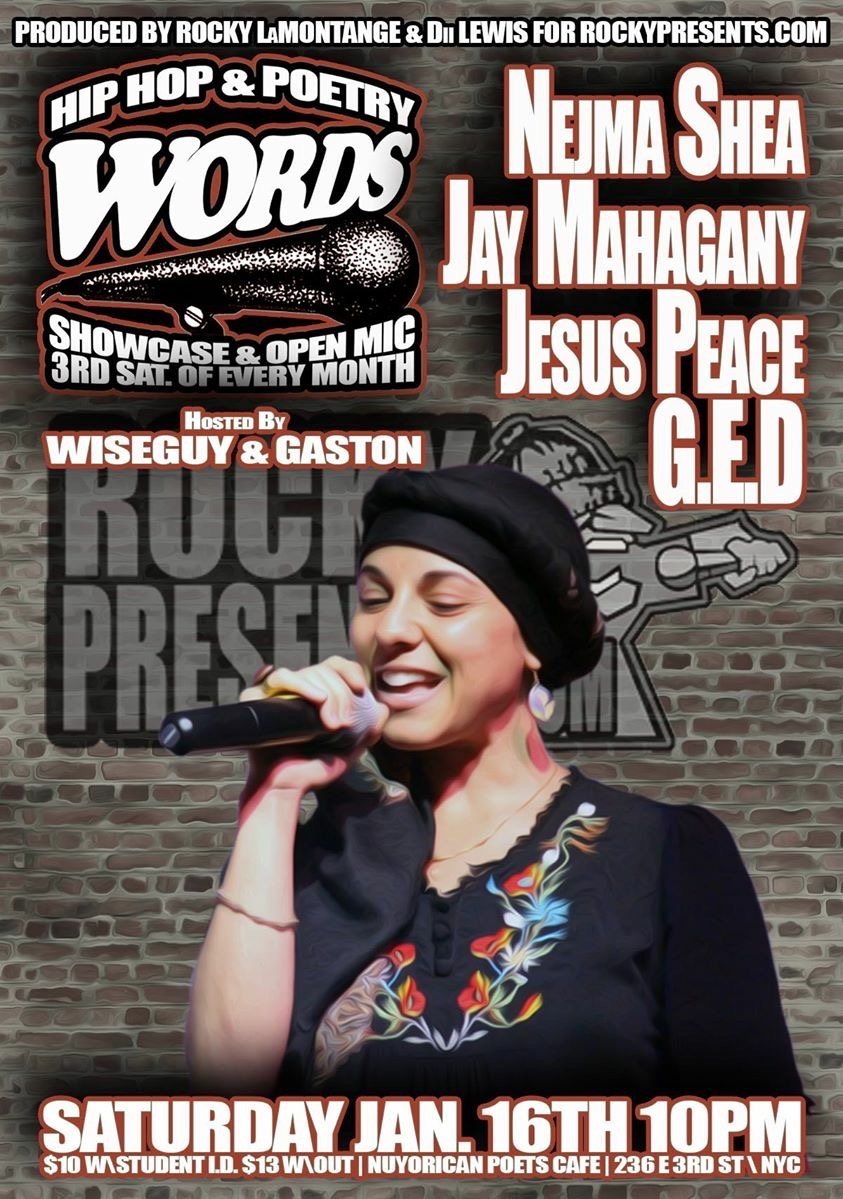 PRODUCED BY ROCKY LAMONTANGE & DII LEWIS FOR ROCKYPRESENTS.COM
HIP HOP & POETRY
WORDS
SHOWCASE & OPEN MIC
3RD SAT. OF EVERY MONTH
HOSTED BY
WISEGUY & GASTON
NEJMA SHEA
JAY MAHAGANY
JESUS PEACE
G.E.D
ROCKY
SATURDAY JAN. 16TH 10PM
$10 W\STUDENT I.D. $13 W\OUT | NUYORICAN POETS CAFE | 236 E 3RD ST \ NYC